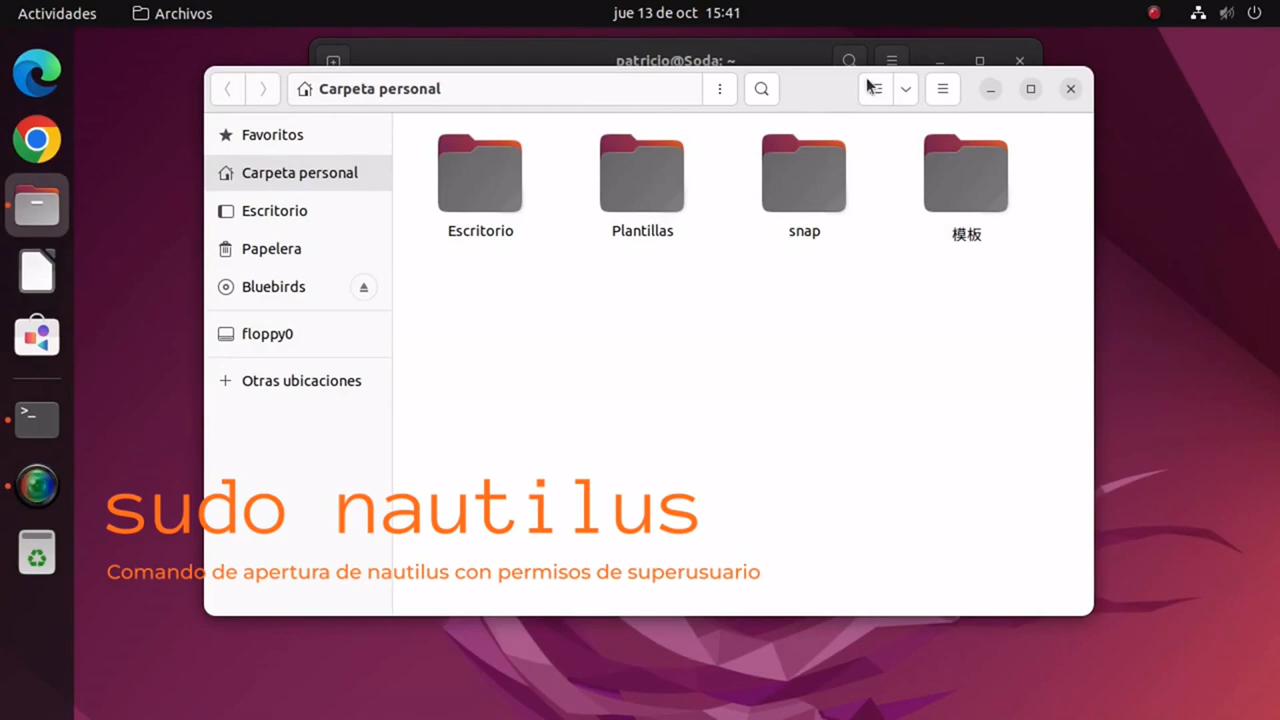 Actividades
Archivos
jue 13 de oct 15:41
patricio@Soda: ~
Carpeta personal
Favoritos
Carpeta personal
Escritorio
Papelera
Bluebirds
floppy0
Otras ubicaciones
Escritorio
Plantillas
snap
模板
>_
sudo nautilus
Comando de apertura de nautilus con permisos de superusuario